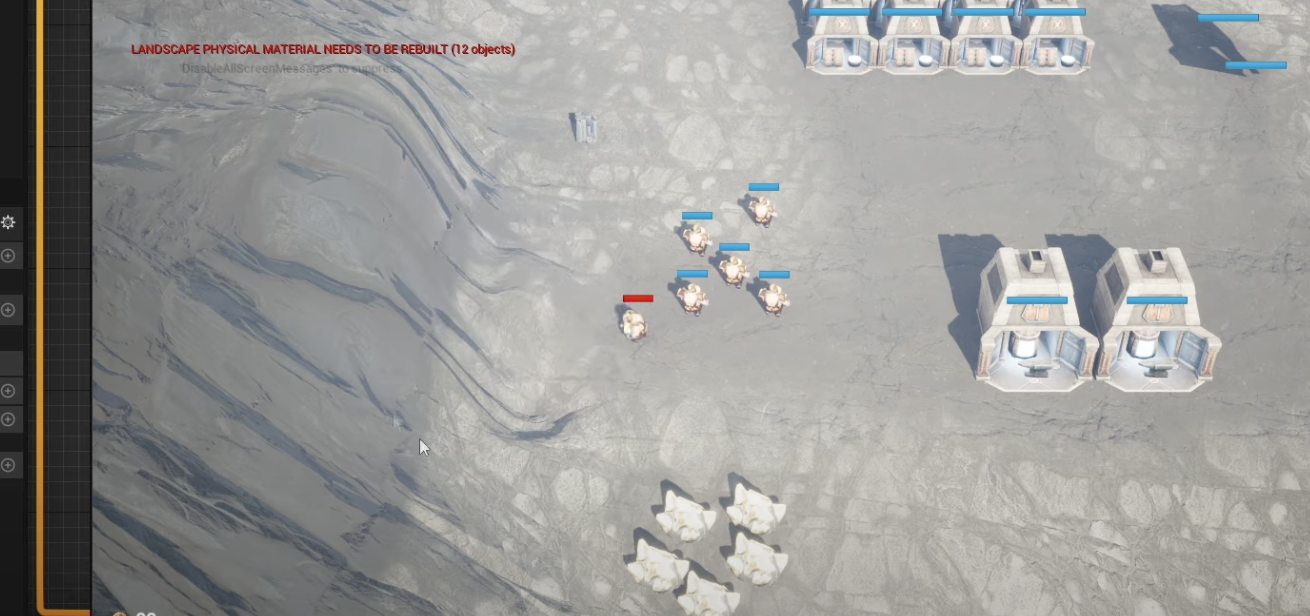 LANDSCAPE PHYSICAL MATERIAL NEEDS TO BE REBUILT (12 objects)
'DisableAllScreenMessages' to suppress